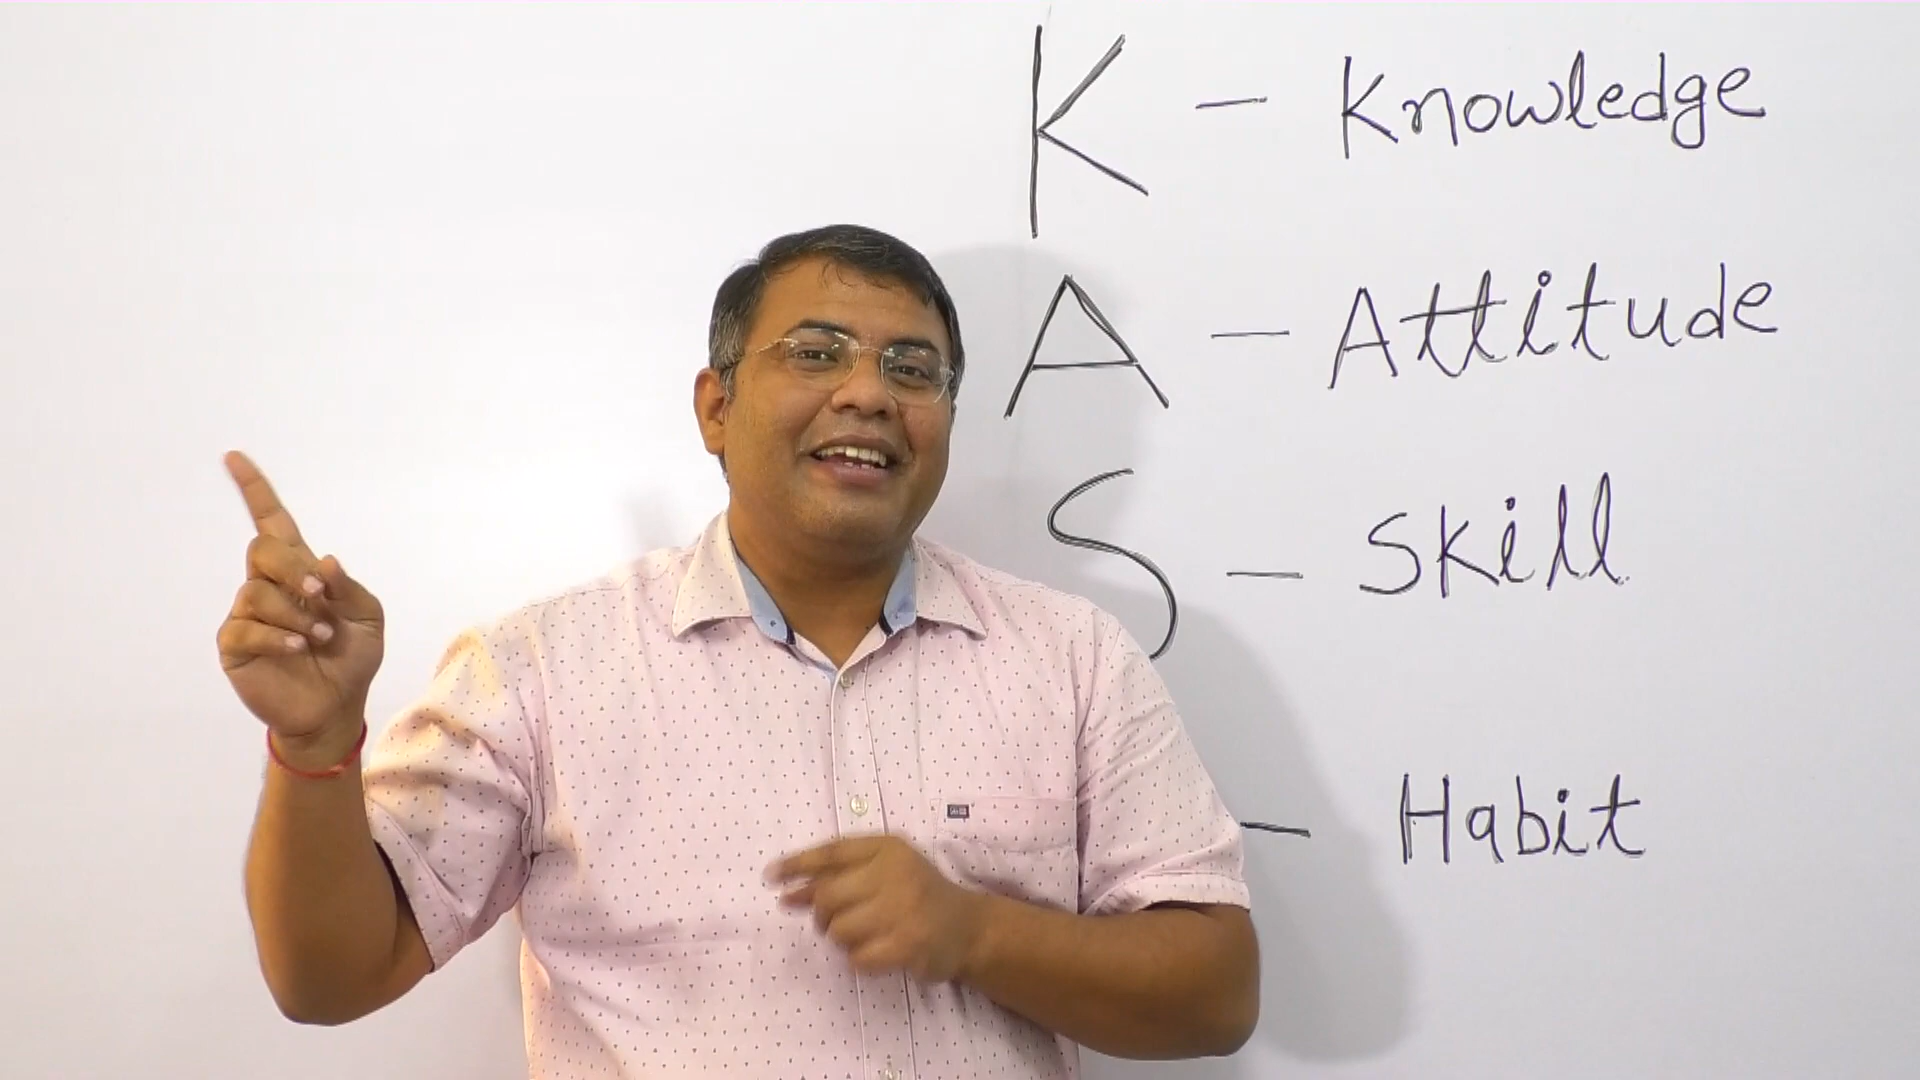 K - Knowledge
A - Attitude
S - Skill
- Habit